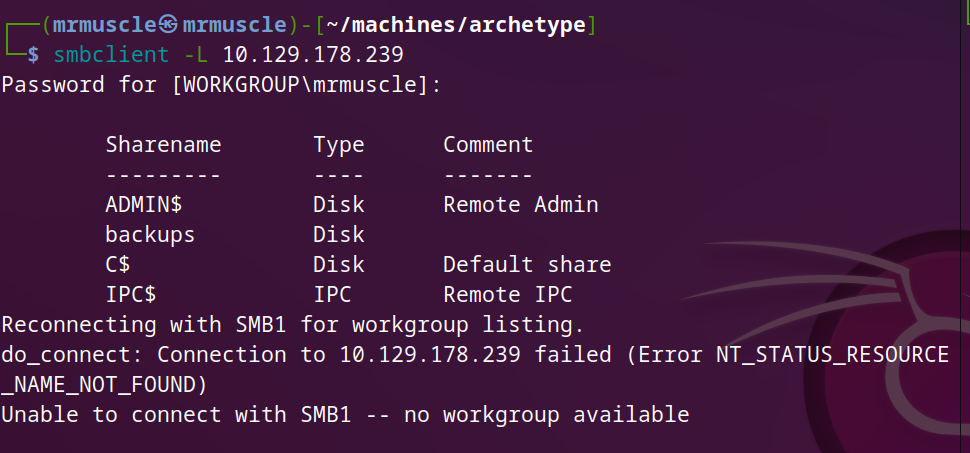 ┌──(mrmuscle㉿mrmuscle)-[~/machines/archetype]
└─$ smbclient -L 10.129.178.239
Password for [WORKGROUP\mrmuscle]:
Sharename Type Comment
--------- ---- -------
ADMIN$ Disk Remote Admin
backups Disk
C$ Disk Default share
IPC$ IPC Remote IPC
Reconnecting with SMB1 for workgroup listing.
do_connect: Connection to 10.129.178.239 failed (Error NT_STATUS_RESOURCE
_NAME_NOT_FOUND)
Unable to connect with SMB1 -- no workgroup available